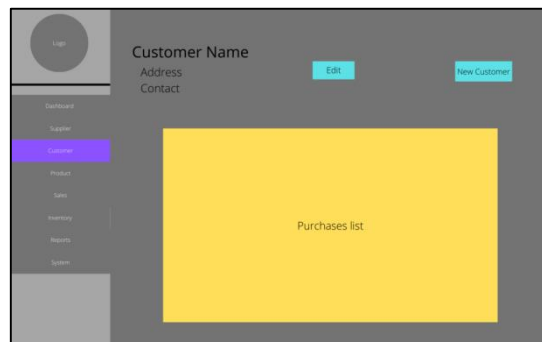 Logo
Dashboard
Supplier
Customer
Product
Sales
Inventory
Reports
System
Customer Name
Address
Contact
Edit
New Customer
Purchases list